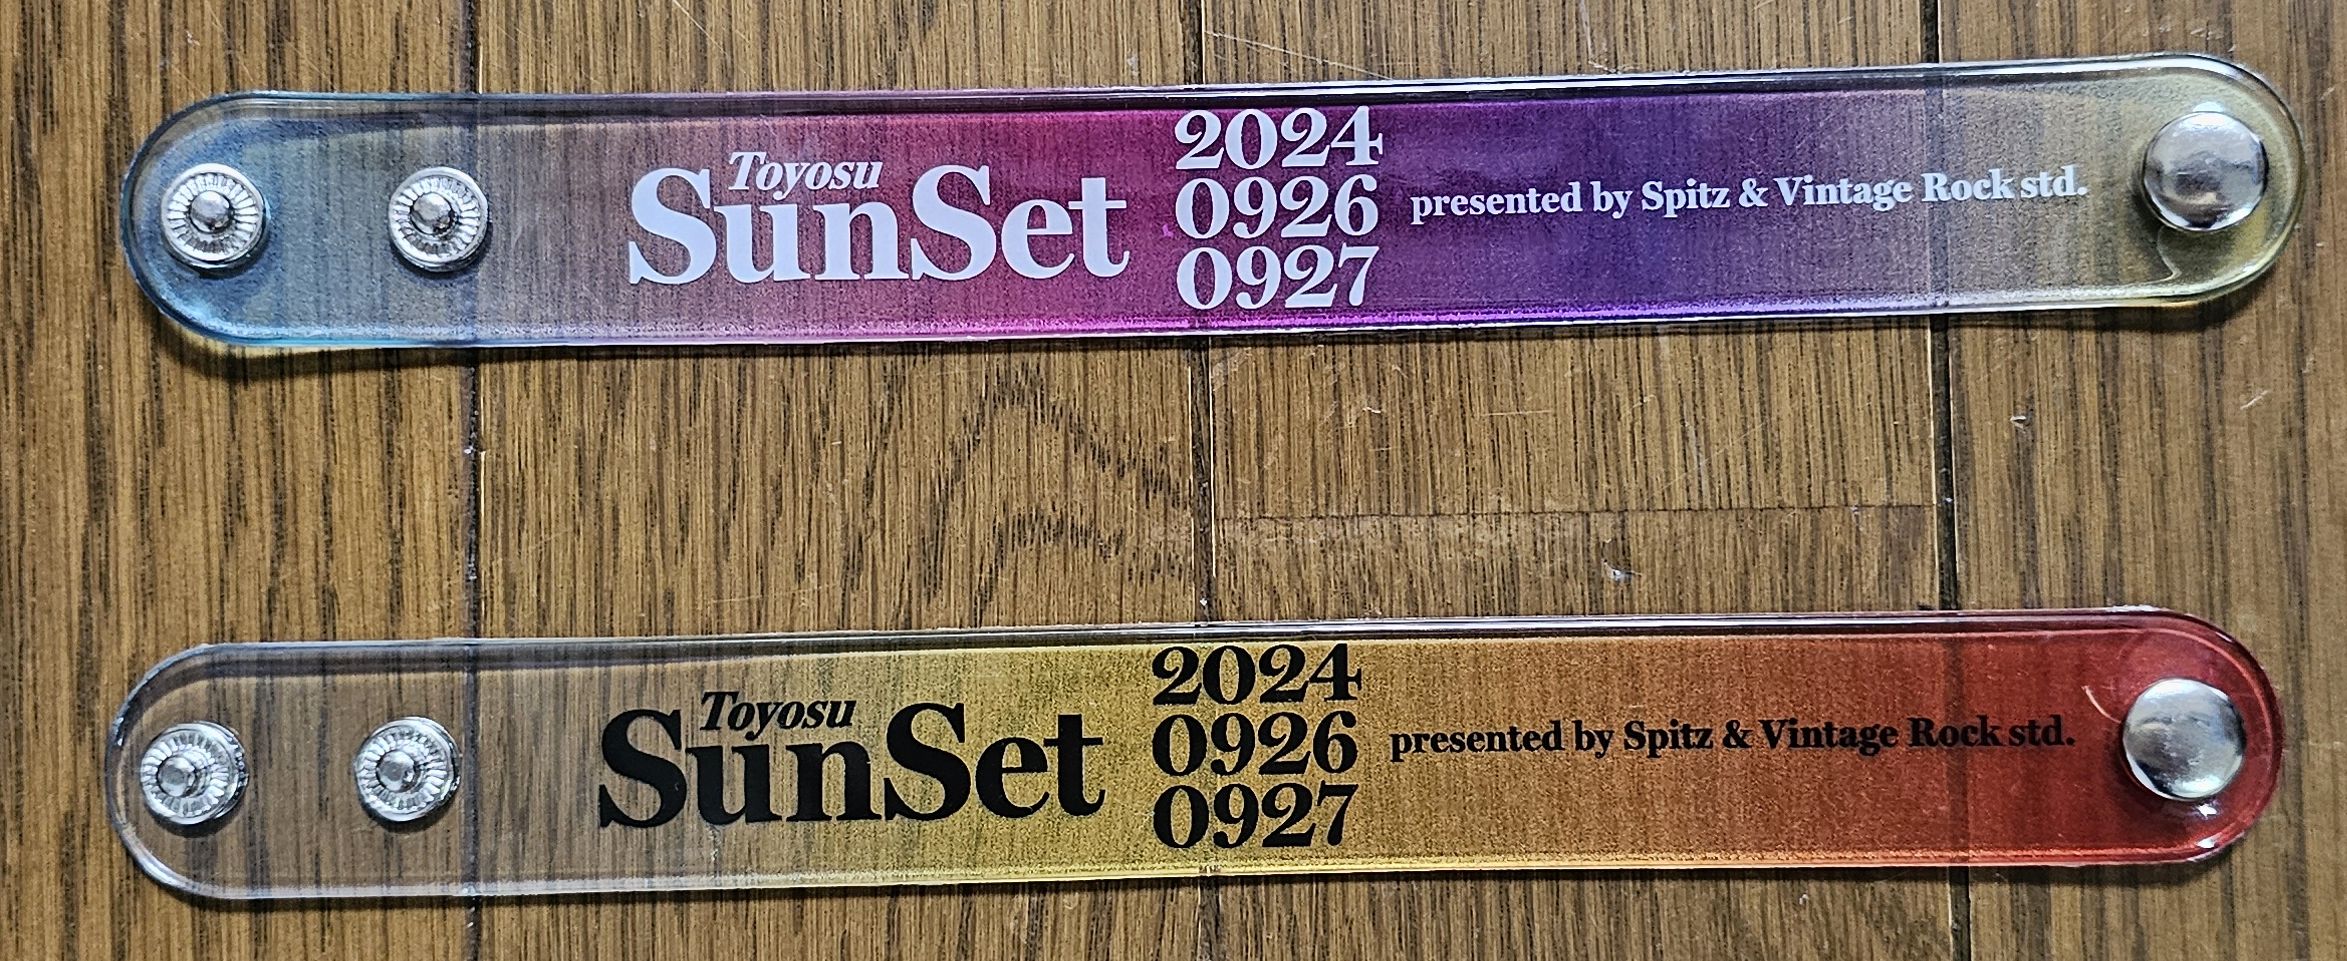 Toyosu
SunSet
2024
0926
0927
presented by Spitz & Vintage Rock std.
Toyosu
SunSet
2024
0926
0927
presented by Spitz & Vintage Rock std.